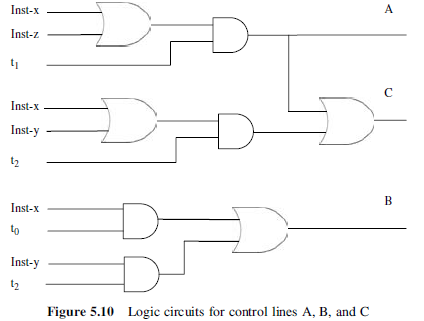 Inst-x
A
Inst-z
t1
C
Inst-x
Inst-y
t2
B
Inst-x
t0
Inst-y
t2
Figure 5.10 Logic circuits for control lines A, B, and C